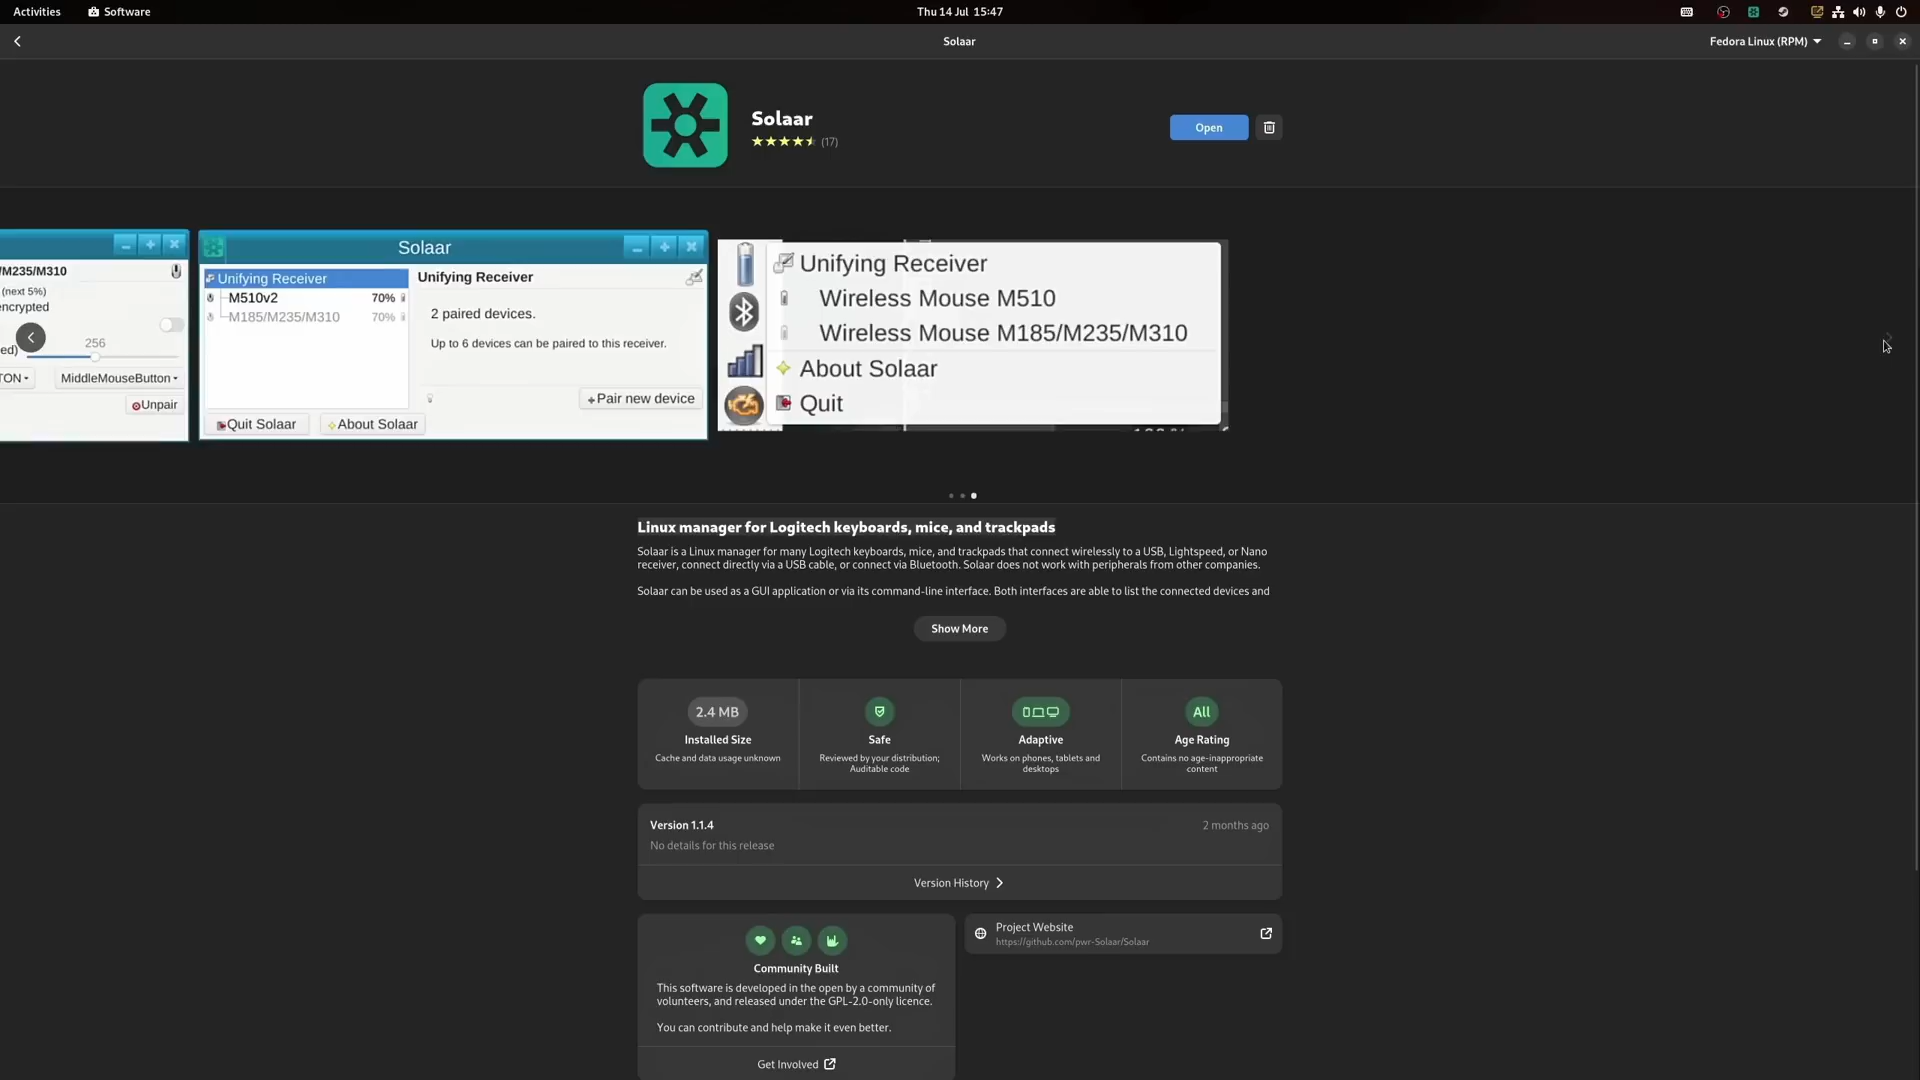 Activities
Software
Thu 14 Jul 15:47
Solaar
Fedora Linux (RPM)
Solaar
(17)
Open
/M235/M310
(next 5%)
encrypted
256
ed)
TON
MiddleMouseButton
Unpair
Solaar
Unifying Receiver
M510v2 70%
M185/M235/M310 70%
Unifying Receiver
2 paired devices.
Up to 6 devices can be paired to this receiver.
Pair new device
Quit Solaar
About Solaar
Unifying Receiver
Wireless Mouse M510
Wireless Mouse M185/M235/M310
About Solaar
Quit
Linux manager for Logitech keyboards, mice, and trackpads
Solaar is a Linux manager for many Logitech keyboards, mice, and trackpads that connect wirelessly to a USB, Lightspeed, or Nano
receiver, connect directly via a USB cable, or connect via Bluetooth. Solaar does not work with peripherals from other companies.
Solaar can be used as a GUI application or via its command-line interface. Both interfaces are able to list the connected devices and
Show More
2.4 MB
Installed Size
Cache and data usage unknown
Safe
Reviewed by your distribution;
Auditable code
Adaptive
Works on phones, tablets and
desktops
All
Age Rating
Contains no age-inappropriate
content
Version 1.1.4
2 months ago
No details for this release
Version History
Community Built
This software is developed in the open by a community of
volunteers, and released under the GPL-2.0-only licence.
You can contribute and help make it even better.
Get Involved
Project Website
https://github.com/pwr-Solaar/Solaar